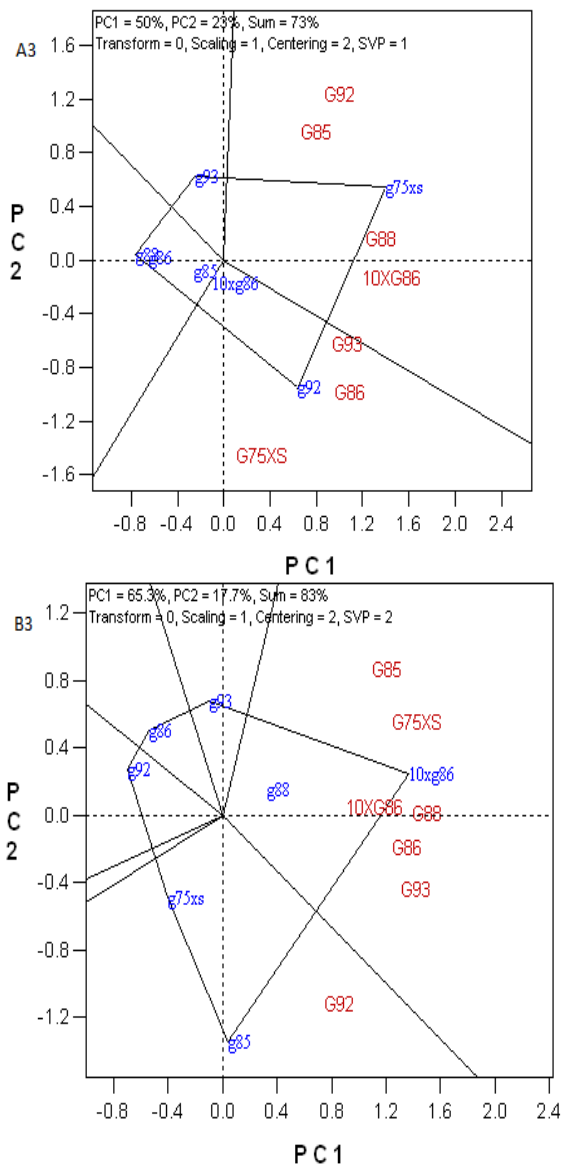 PC1 = 50%, PC2 = 23%, Sum = 73%
Transform = 0, Scaling = 1, Centering = 2, SVP = 1
A3
1.6
1.2
0.8
0.4
0.0
-0.4
-0.8
-1.2
-1.6
P
C
2
G92
G85
g93
g75xs
G88
g88
g86
g85
10xg86
10XG86
G93
g92
G86
G75XS
-0.8 -0.4 0.0 0.4 0.8 1.2 1.6 2.0 2.4
P C 1
PC1 = 65.3%, PC2 = 17.7%, Sum = 83%
Transform = 0, Scaling = 1, Centering = 2, SVP = 2
B3
1.2
0.8
0.4
0.0
-0.4
-0.8
-1.2
P
C
2
G85
g93
G75XS
g86
g92
10xg86
g88
10XG86
G88
G86
G93
g75xs
G92
g85
-0.8 -0.4 0.0 0.4 0.8 1.2 1.6 2.0 2.4
P C 1